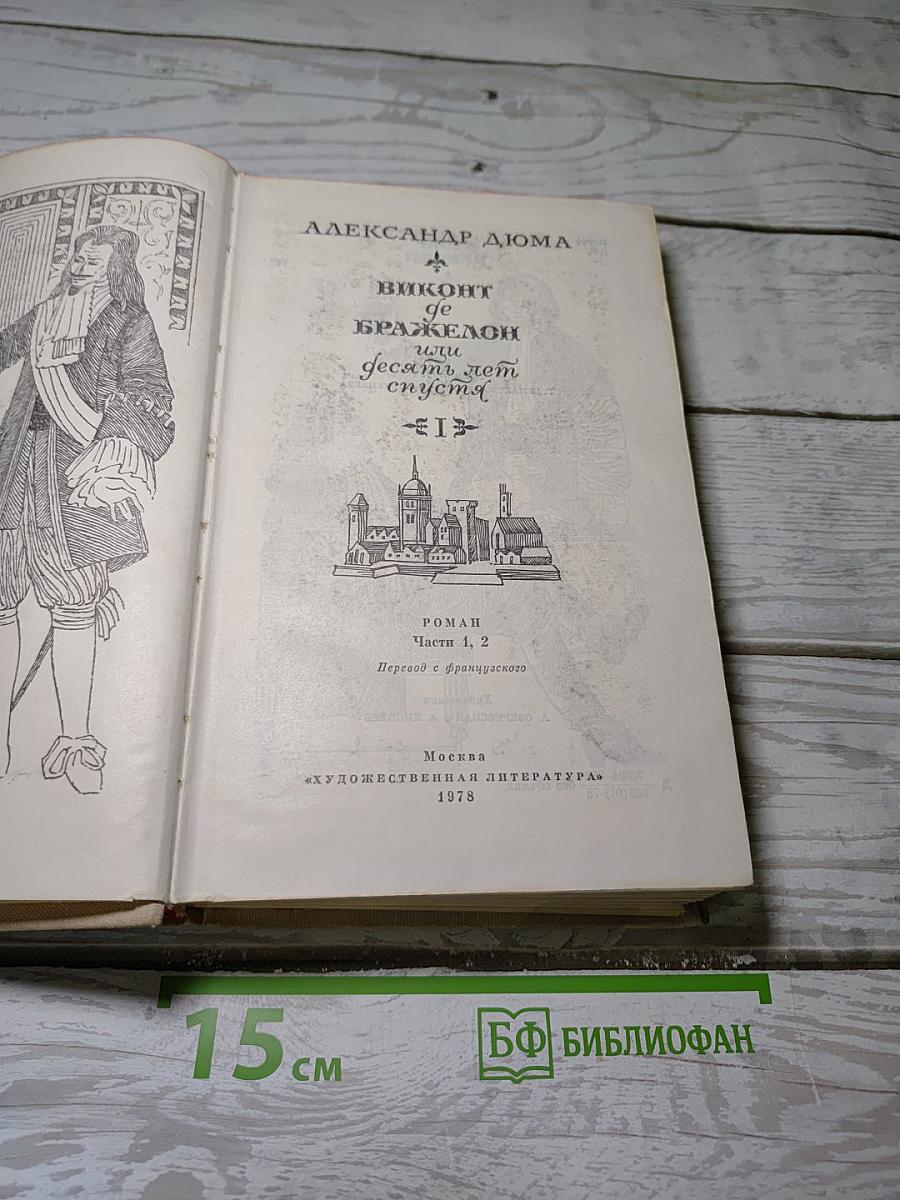 АЛЕКСАНДР ДЮМА
ВИКОНТ
де
БРАЖЕЛОН
или
десять лет
спустя
I
РОМАН
Части 1, 2
Перевод с французского
Москва
«ХУДОЖЕСТВЕННАЯ ЛИТЕРАТУРА»
1978
15 см
БФ БИБЛИОФАН